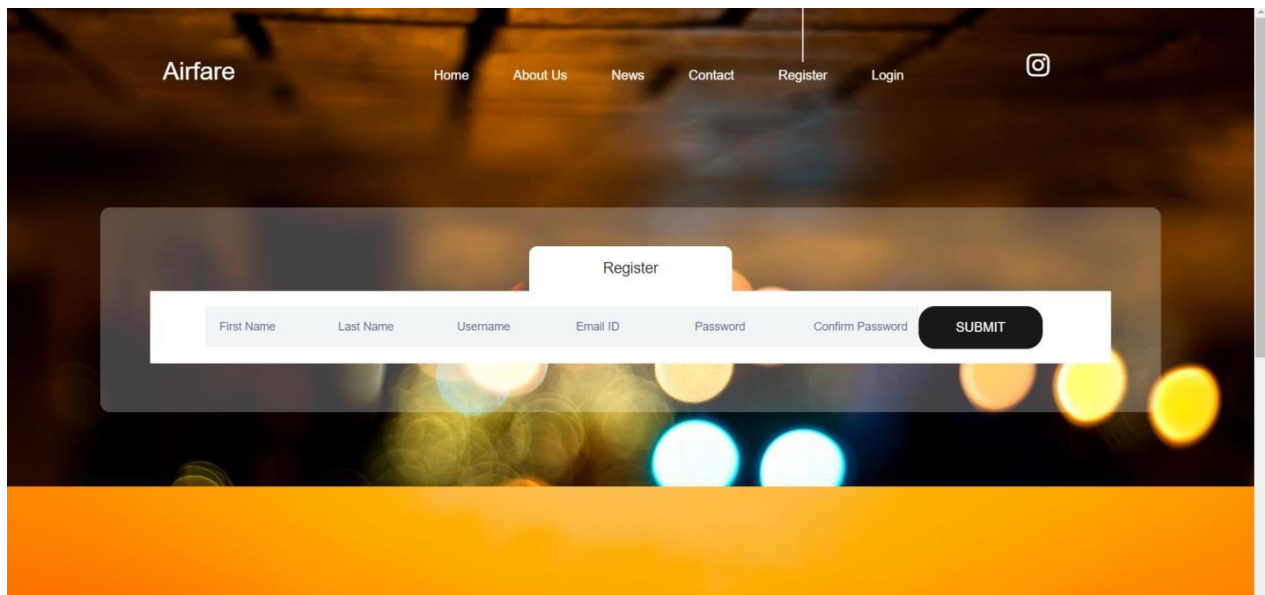 Airfare Home About Us News Contact Register Login
Register
First Name Last Name Username Email ID Password Confirm Password SUBMIT